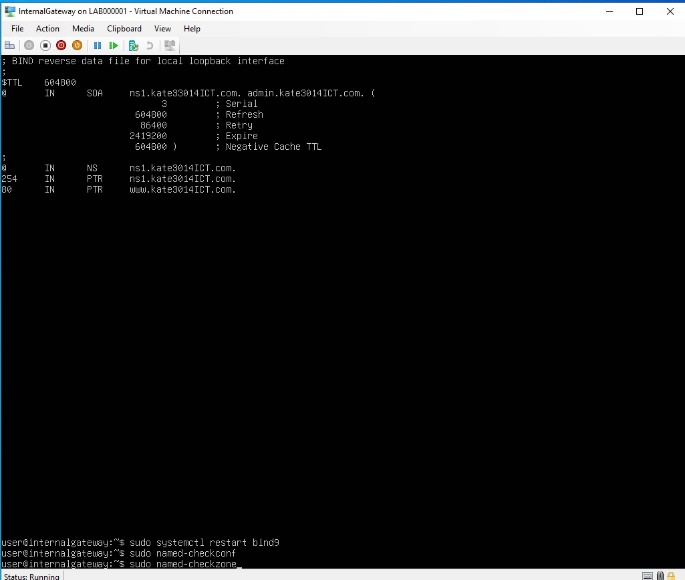 InternalGateway on LAB000001 - Virtual Machine Connection
File Action Media Clipboard View Help
; BIND reverse data file for local loopback interface
;
$TTL 604800
@ IN SOA ns1.kate33014ICT.com. admin.kate3014ICT.com. (
3 ; Serial
604800 ; Refresh
86400 ; Retry
2419200 ; Expire
604800 ) ; Negative Cache TTL
;
@ IN NS ns1.kate3014ICT.com.
254 IN PTR ns1.kate3014ICT.com.
80 IN PTR www.kate3014ICT.com.
user@internalgateway:~$ sudo systemctl restart bind9
user@internalgateway:~$ sudo named-checkconf
user@internalgateway:~$ sudo named-checkzone_
Status: Running